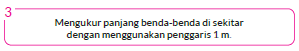 3
Mengukur panjang benda-benda di sekitar
dengan menggunakan penggaris 1 m.